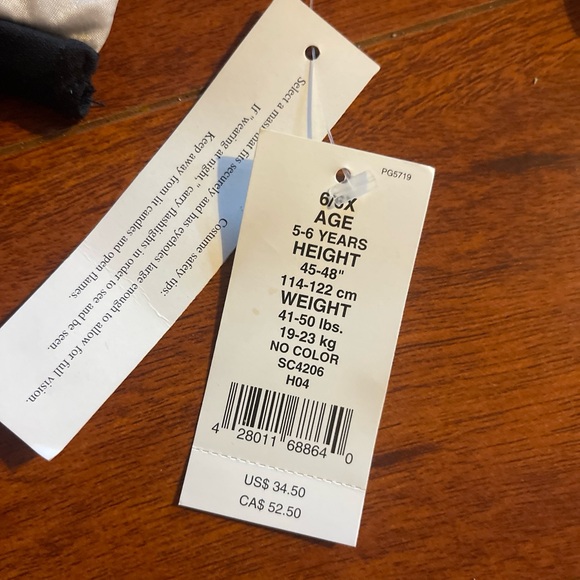 Costume safety tips:
Select a mask that fits securely and has eyeholes large enough to allow for full vision.
If "wearing at night," carry flashlights in order to see and be seen.
Keep away from lit candles and open flames.
PG5719
6/6X
AGE
5-6 YEARS
HEIGHT
45-48"
114-122 cm
WEIGHT
41-50 lbs.
19-23 kg
NO COLOR
SC4206
H04
4 28011 68864 0
US$ 34.50
CA$ 52.50